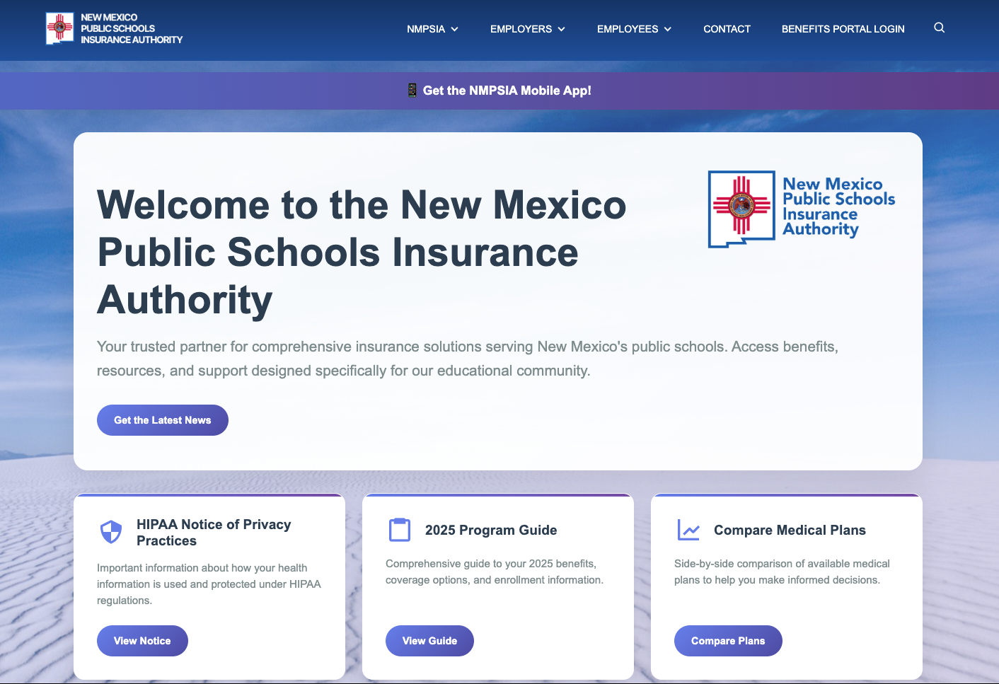 NEW MEXICO
PUBLIC SCHOOLS
INSURANCE AUTHORITY
NMPSIA
EMPLOYERS
EMPLOYEES
CONTACT
BENEFITS PORTAL LOGIN
Get the NMPSIA Mobile App!
Welcome to the New Mexico
Public Schools Insurance
Authority
New Mexico
Public Schools
Insurance
Authority
Your trusted partner for comprehensive insurance solutions serving New Mexico's public schools. Access benefits,
resources, and support designed specifically for our educational community.
Get the Latest News
HIPAA Notice of Privacy
Practices
Important information about how your health
information is used and protected under HIPAA
regulations.
View Notice
2025 Program Guide
Comprehensive guide to your 2025 benefits,
coverage options, and enrollment information.
View Guide
Compare Medical Plans
Side-by-side comparison of available medical
plans to help you make informed decisions.
Compare Plans